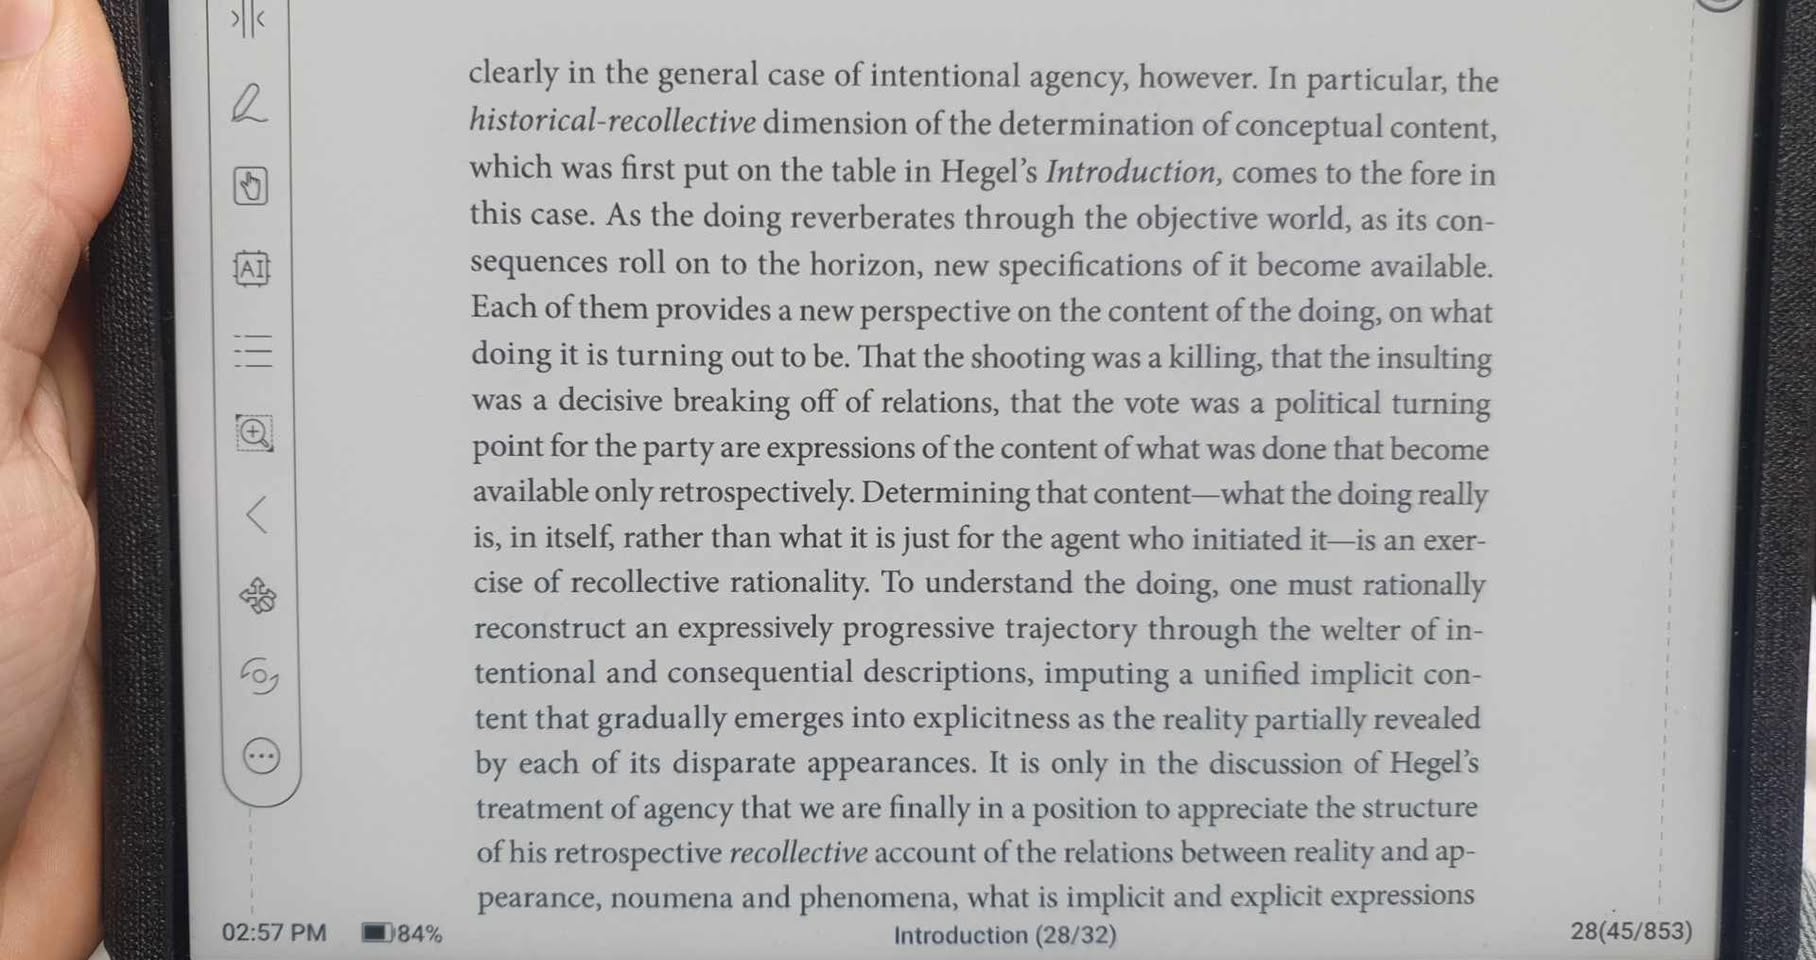 clearly in the general case of intentional agency, however. In particular, the
historical-recollective dimension of the determination of conceptual content,
which was first put on the table in Hegel’s Introduction, comes to the fore in
this case. As the doing reverberates through the objective world, as its con-
sequences roll on to the horizon, new specifications of it become available.
Each of them provides a new perspective on the content of the doing, on what
doing it is turning out to be. That the shooting was a killing, that the insulting
was a decisive breaking off of relations, that the vote was a political turning
point for the party are expressions of the content of what was done that become
available only retrospectively. Determining that content—what the doing really
is, in itself, rather than what it is just for the agent who initiated it—is an exer-
cise of recollective rationality. To understand the doing, one must rationally
reconstruct an expressively progressive trajectory through the welter of in-
tentional and consequential descriptions, imputing a unified implicit con-
tent that gradually emerges into explicitness as the reality partially revealed
by each of its disparate appearances. It is only in the discussion of Hegel’s
treatment of agency that we are finally in a position to appreciate the structure
of his retrospective recollective account of the relations between reality and ap-
pearance, noumena and phenomena, what is implicit and explicit expressions
AI
02:57 PM 84% Introduction (28/32) 28(45/853)